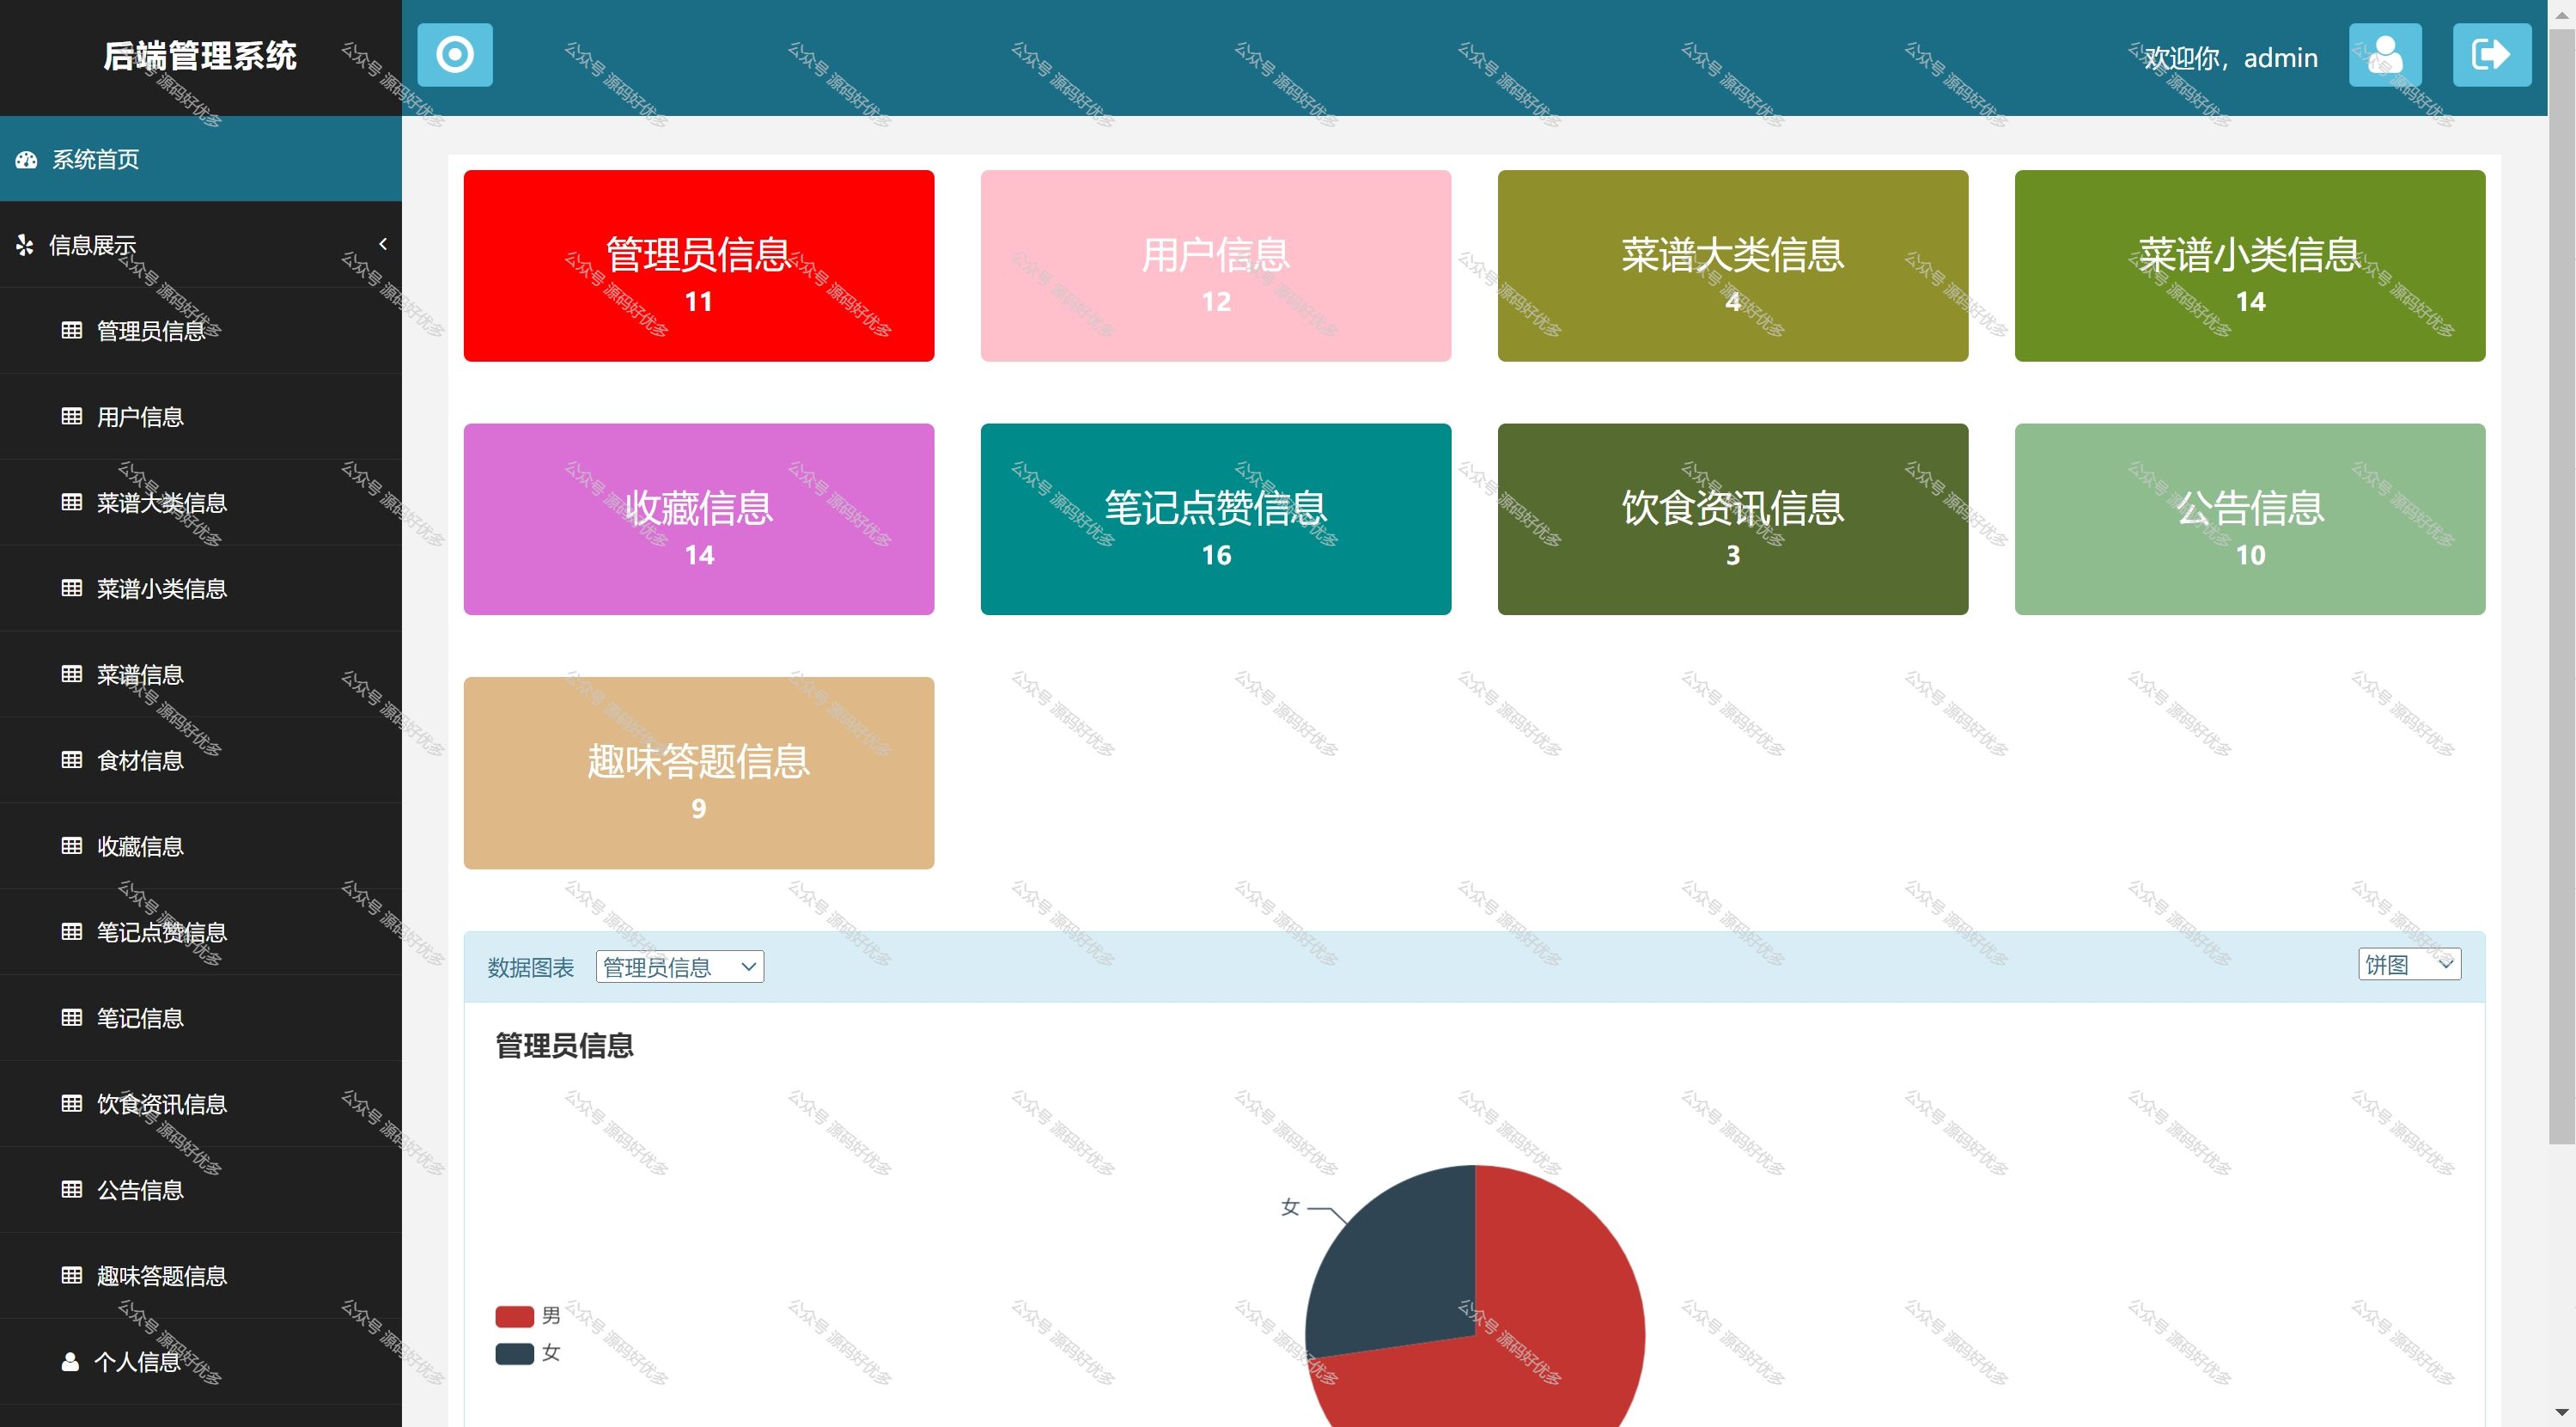 后端管理系统
欢迎你，admin
系统首页
信息展示
管理员信息
用户信息
菜谱大类信息
菜谱小类信息
菜谱信息
食材信息
收藏信息
笔记点赞信息
笔记信息
饮食资讯信息
公告信息
趣味答题信息
个人信息
管理员信息
11
用户信息
12
菜谱大类信息
4
菜谱小类信息
14
收藏信息
14
笔记点赞信息
16
饮食资讯信息
3
公告信息
10
趣味答题信息
9
数据图表 管理员信息
饼图
管理员信息
女
男
女
公众号 源码好优多